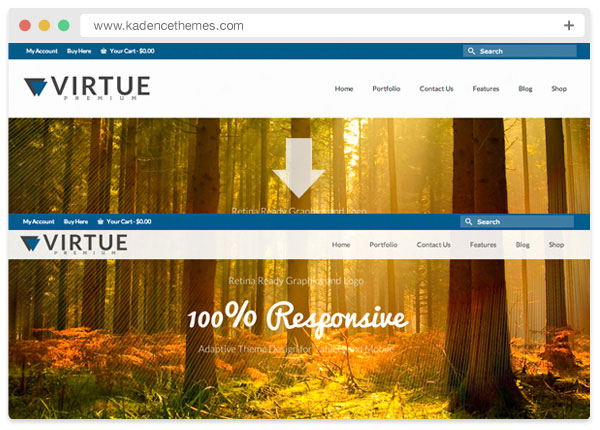 www.kadencethemes.com
My Account Buy Here Your Cart - $0.00 Search
VIRTUE
PREMIUM
Home Portfolio Contact Us Features Blog Shop
Retina Ready Graphics and Logo
My Account Buy Here Your Cart - $0.00 Search
VIRTUE
PREMIUM
Home Portfolio Contact Us Features Blog Shop
Retina Ready Graphics and Logo
100% Responsive
Adaptive Theme Design for Tablets and Mobile